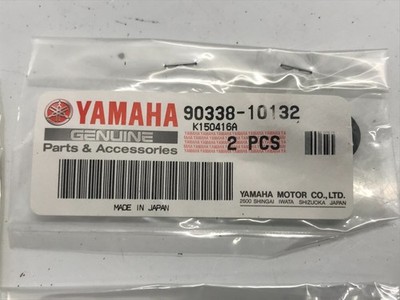 YAMAHA 90338-10132
K150416A
GENUINE
Parts & Accessories
2 PCS
MADE IN JAPAN
YAMAHA MOTOR CO., LTD.
2500 SHINGAI IWATA SHIZUOKA JAPAN